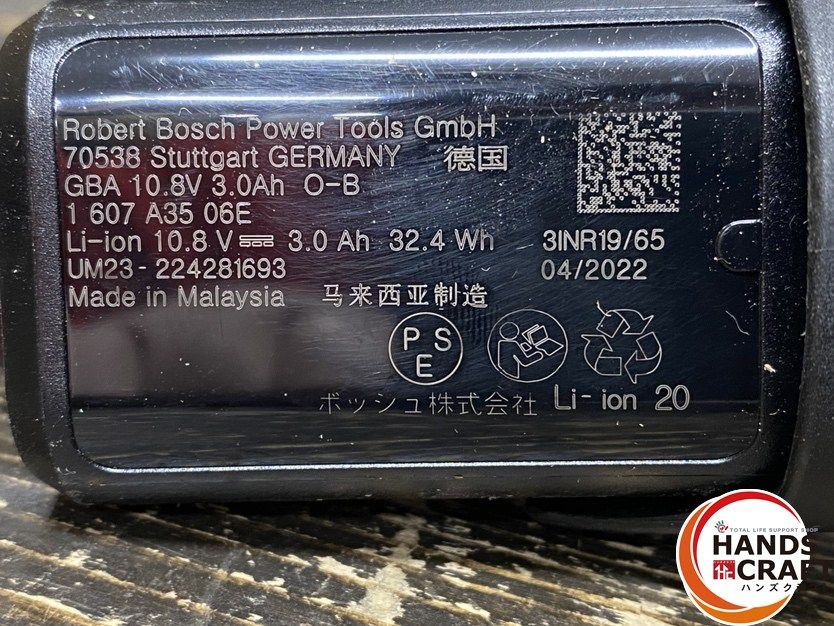 Robert Bosch Power Tools GmbH
70538 Stuttgart GERMANY 德国
GBA 10.8V 3.0Ah O-B
1 607 A35 06E
Li-ion 10.8 V ⎓ 3.0 Ah 32.4 Wh 3INR19/65
UM23-224281693 04/2022
Made in Malaysia 马来西亚制造
PS
E
ボッシュ株式会社 Li-ion 20
TOTAL LIFE SUPPORT SHOP
HANDS
CRAFT
ハンズク